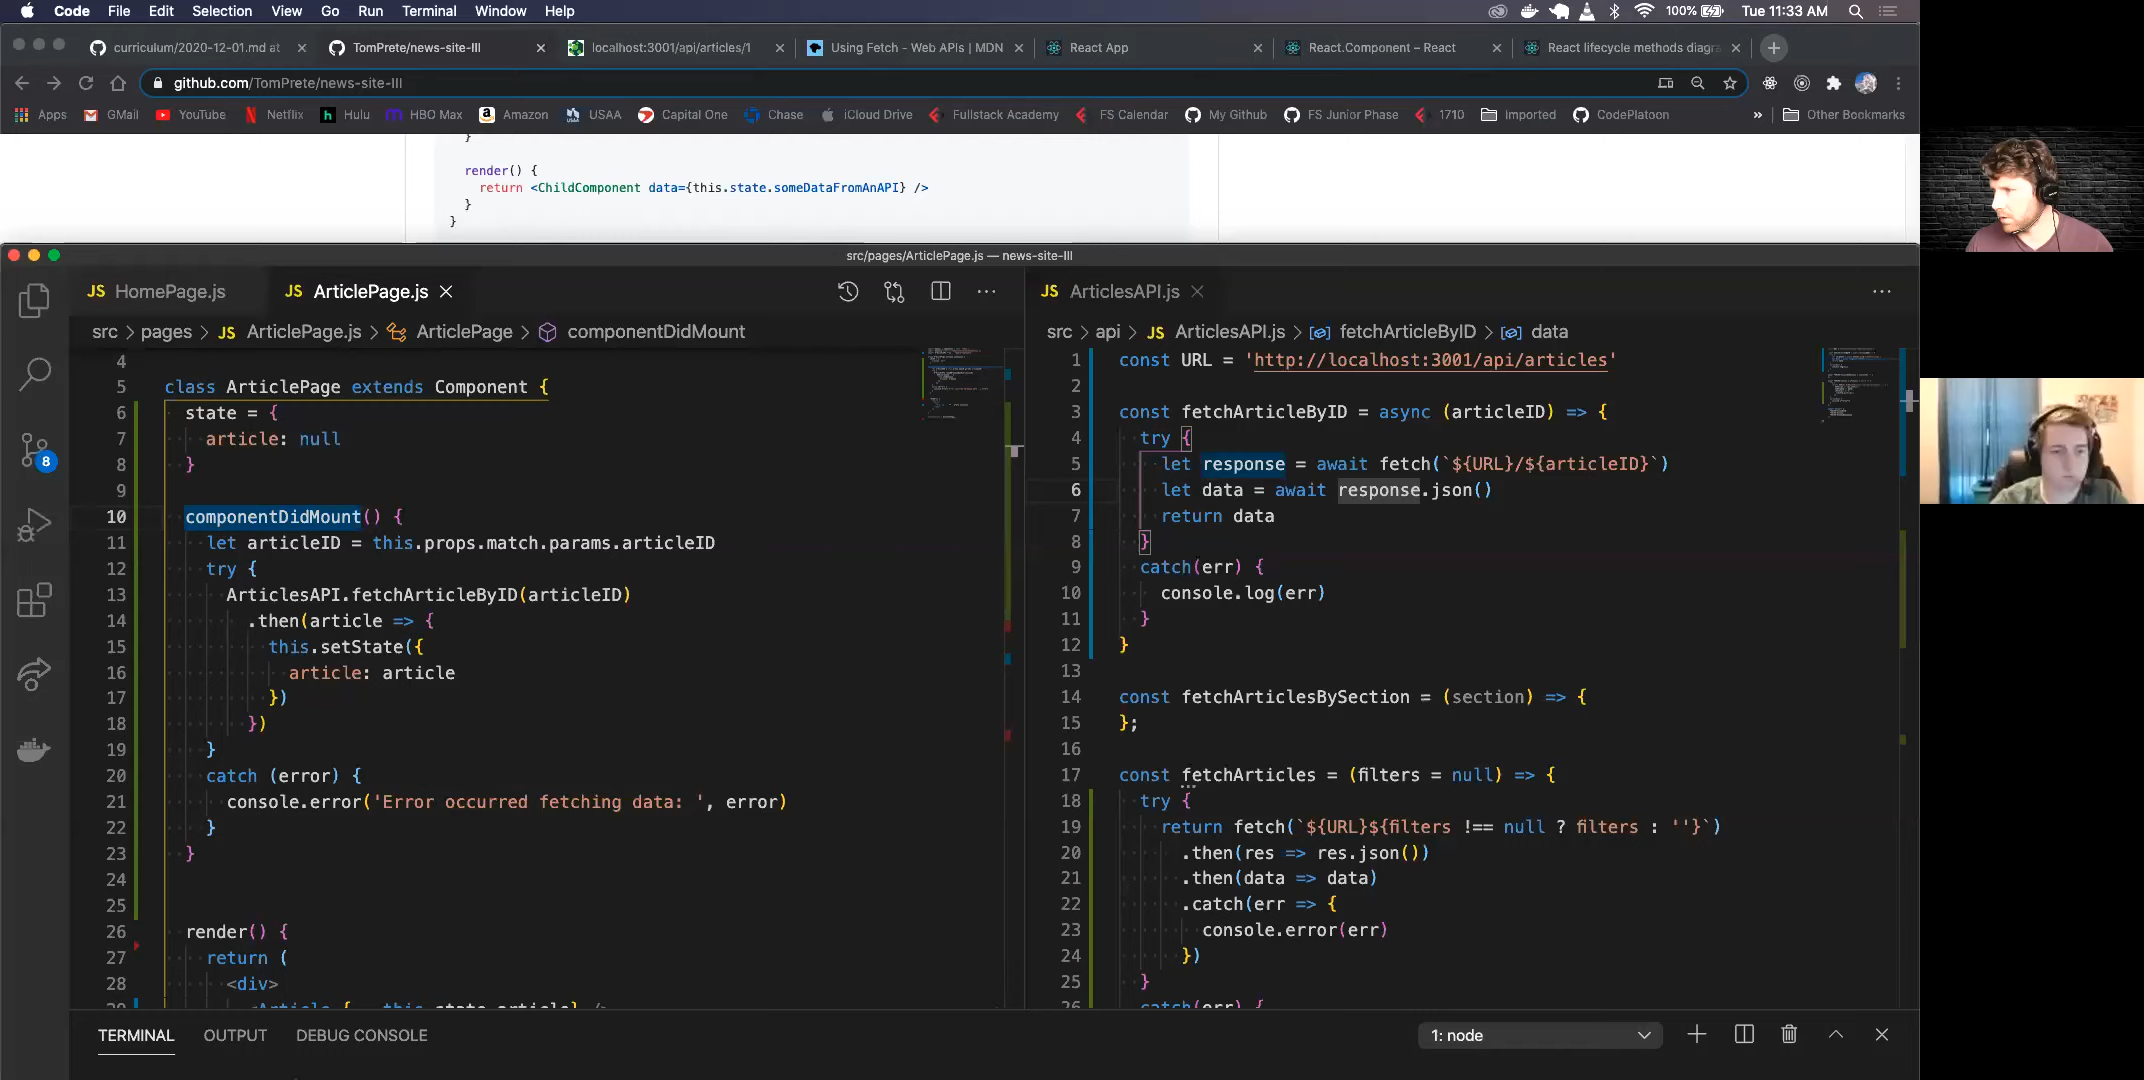 Code File Edit Selection View Go Run Terminal Window Help 100% Tue 11:33 AM
curriculum/2020-12-01.md at TomPrete/news-site-III localhost:3001/api/articles/1 Using Fetch - Web APIs | MDN React App React.Component – React React lifecycle methods diagra
github.com/TomPrete/news-site-III
Apps GMail YouTube Netflix Hulu HBO Max Amazon USAA Capital One Chase iCloud Drive Fullstack Academy FS Calendar My Github FS Junior Phase 1710 Imported CodePlatoon » Other Bookmarks
}
render() {
return <ChildComponent data={this.state.someDataFromAnAPI} />
}
}
src/pages/ArticlePage.js — news-site-III
JS HomePage.js JS ArticlePage.js
src > pages > JS ArticlePage.js > ArticlePage > componentDidMount
4
5 class ArticlePage extends Component {
6 state = {
7 article: null
8 }
9
10 componentDidMount() {
11 let articleID = this.props.match.params.articleID
12 try {
13 ArticlesAPI.fetchArticleByID(articleID)
14 .then(article => {
15 this.setState({
16 article: article
17 })
18 })
19 }
20 catch (error) {
21 console.error('Error occurred fetching data: ', error)
22 }
23 }
24
25
26 render() {
27 return (
28 <div>
8
JS ArticlesAPI.js
src > api > JS ArticlesAPI.js > fetchArticleByID > data
1 const URL = 'http://localhost:3001/api/articles'
2
3 const fetchArticleByID = async (articleID) => {
4 try {
5 let response = await fetch(`${URL}/${articleID}`)
6 let data = await response.json()
7 return data
8 }
9 catch(err) {
10 console.log(err)
11 }
12 }
13
14 const fetchArticlesBySection = (section) => {
15 };
16
17 const fetchArticles = (filters = null) => {
18 try {
19 return fetch(`${URL}${filters !== null ? filters : ''}`)
20 .then(res => res.json())
21 .then(data => data)
22 .catch(err => {
23 console.error(err)
24 })
25 }
26 catch(err) {
TERMINAL OUTPUT DEBUG CONSOLE 1: node